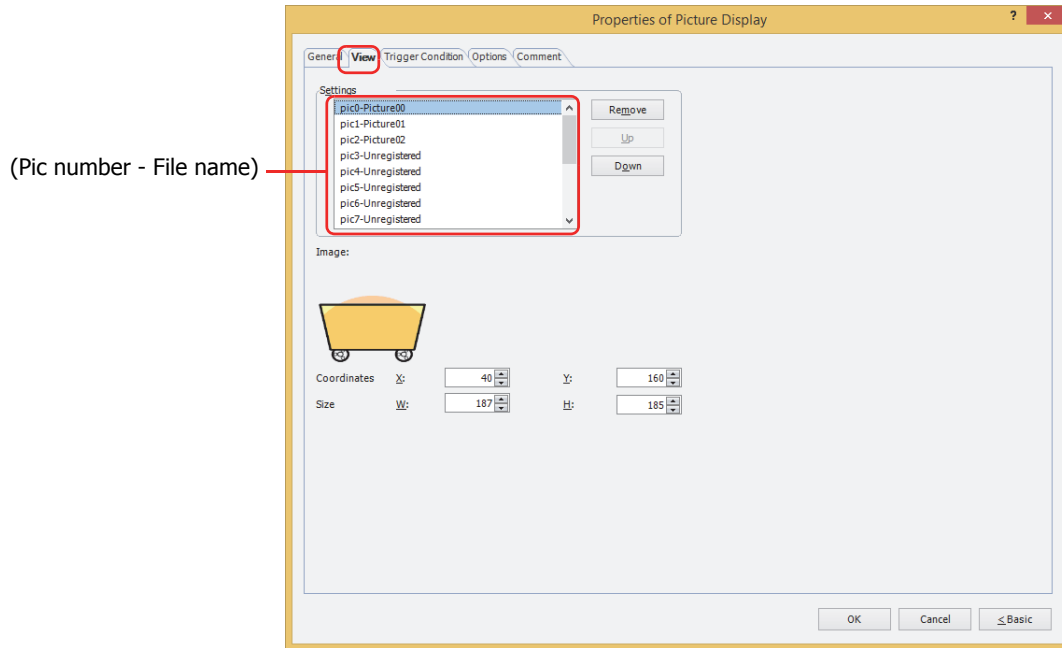 Properties of Picture Display
?
×
General View Trigger Condition Options Comment
Settings
pic0-Picture00
pic1-Picture01
pic2-Picture02
pic3-Unregistered
pic4-Unregistered
pic5-Unregistered
pic6-Unregistered
pic7-Unregistered
Remove
Up
Down
(Pic number - File name)
Image:
Coordinates X: 40 Y: 160
Size W: 187 H: 185
OK Cancel < Basic